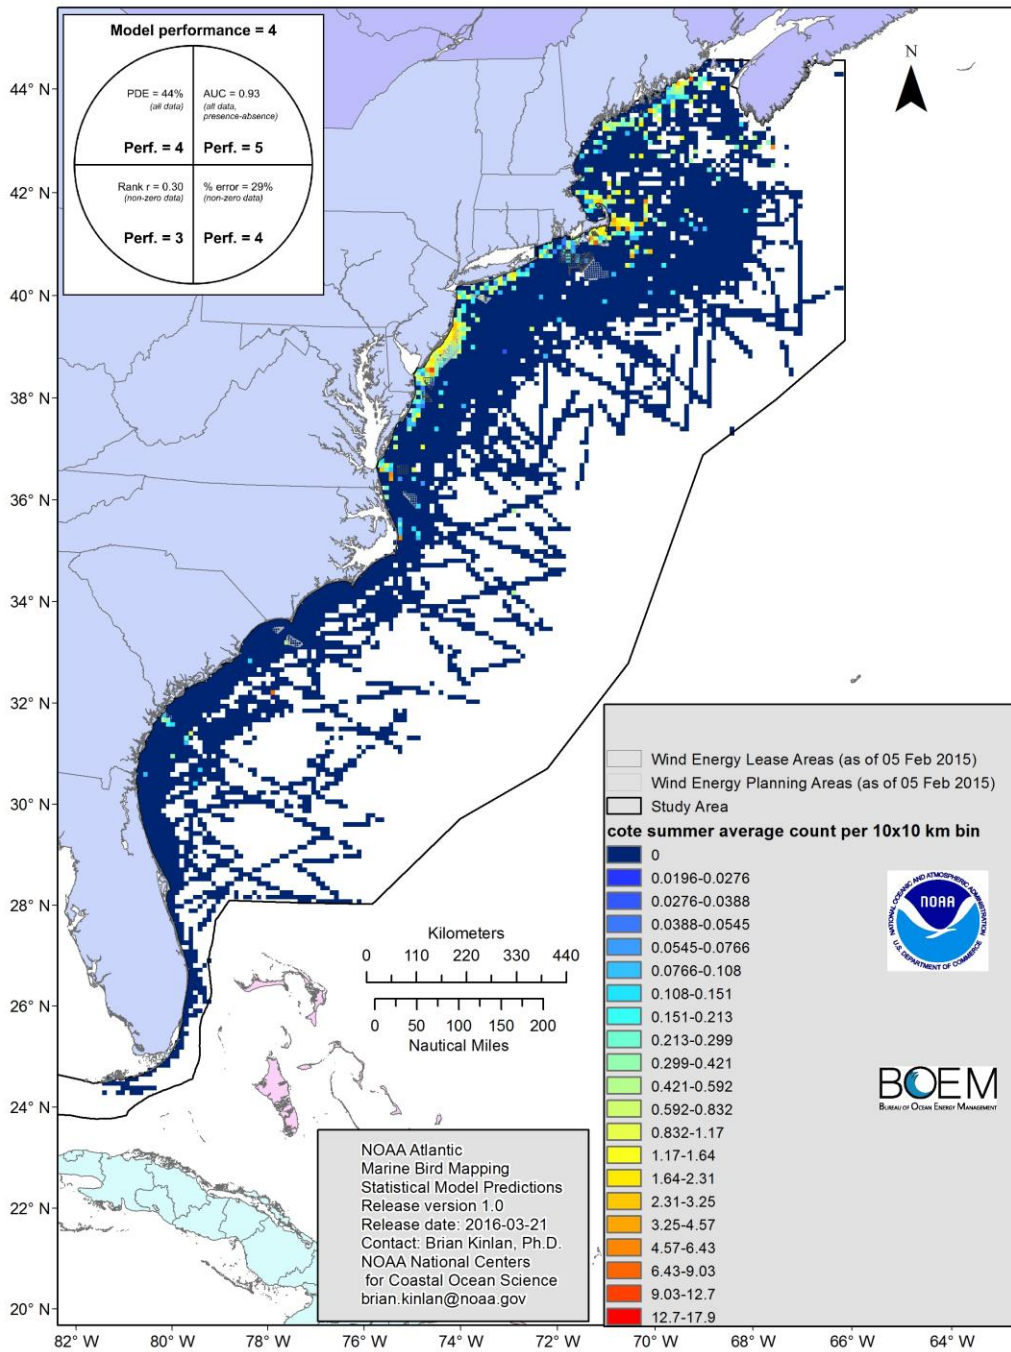 Model performance = 4
PDE = 44%
(all data)
AUC = 0.93
(all data,
presence-absence)
Perf. = 4
Perf. = 5
Rank r = 0.30
(non-zero data)
% error = 29%
(non-zero data)
Perf. = 3
Perf. = 4
N
44° N
42° N
40° N
38° N
36° N
34° N
32° N
30° N
28° N
26° N
24° N
22° N
20° N
Wind Energy Lease Areas (as of 05 Feb 2015)
Wind Energy Planning Areas (as of 05 Feb 2015)
Study Area
cote summer average count per 10x10 km bin
0
0.0196-0.0276
0.0276-0.0388
0.0388-0.0545
0.0545-0.0766
0.0766-0.108
0.108-0.151
0.151-0.213
0.213-0.299
0.299-0.421
0.421-0.592
0.592-0.832
0.832-1.17
1.17-1.64
1.64-2.31
2.31-3.25
3.25-4.57
4.57-6.43
6.43-9.03
9.03-12.7
12.7-17.9
NATIONAL OCEANIC AND ATMOSPHERIC ADMINISTRATION
NOAA
U.S. DEPARTMENT OF COMMERCE
BOEM
BUREAU OF OCEAN ENERGY MANAGEMENT
Kilometers
0 110 220 330 440
0 50 100 150 200
Nautical Miles
NOAA Atlantic
Marine Bird Mapping
Statistical Model Predictions
Release version 1.0
Release date: 2016-03-21
Contact: Brian Kinlan, Ph.D.
NOAA National Centers
for Coastal Ocean Science
brian.kinlan@noaa.gov
82° W 80° W 78° W 76° W 74° W 72° W 70° W 68° W 66° W 64° W